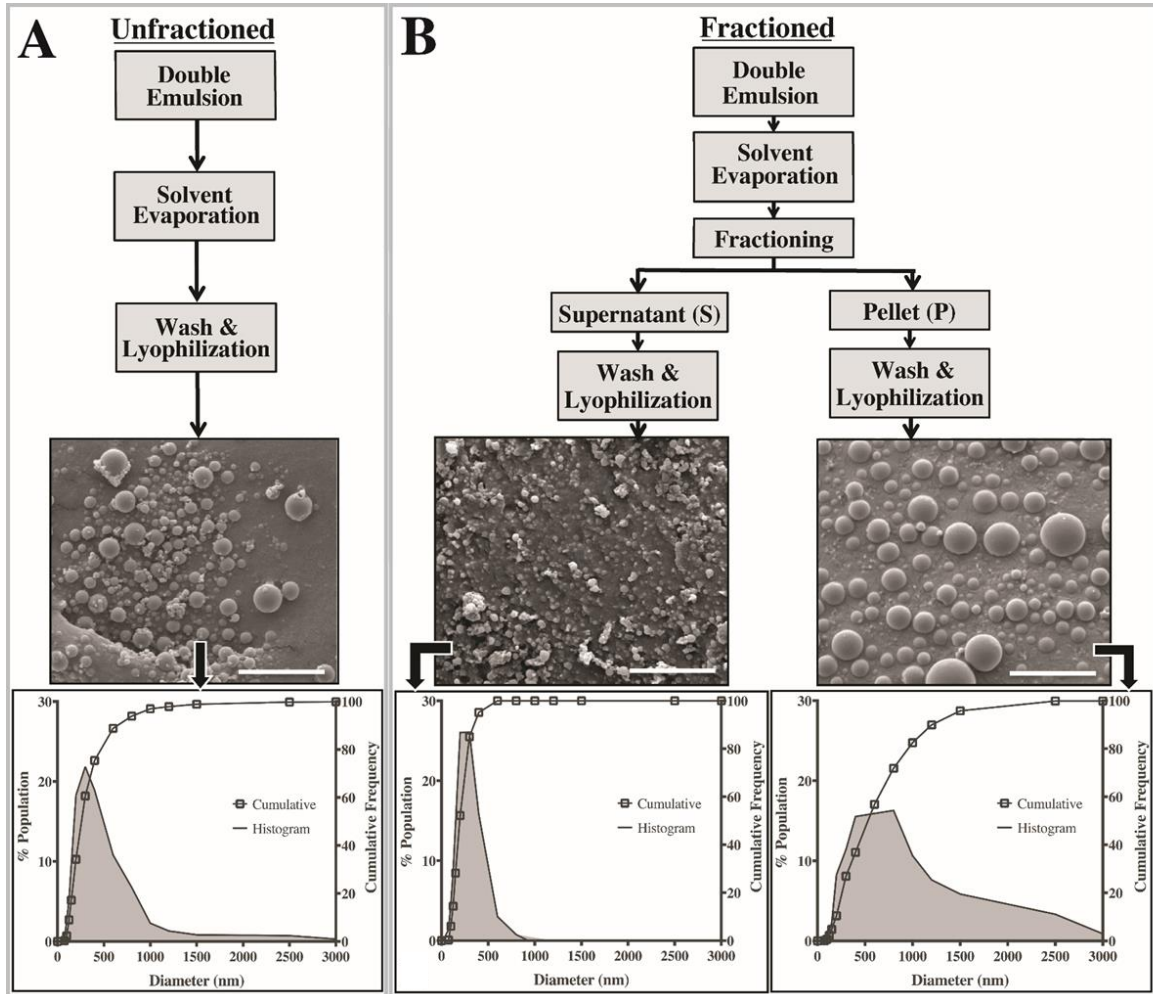 A
Unfractioned
Double
Emulsion
Solvent
Evaporation
Wash &
Lyophilization
30
20
10
0
% Population
100
80
60
40
20
0
Cumulative Frequency
Cumulative
Histogram
0 500 1000 1500 2000 2500 3000
Diameter (nm)
B
Fractioned
Double
Emulsion
Solvent
Evaporation
Fractioning
Supernatant (S)
Wash &
Lyophilization
Pellet (P)
Wash &
Lyophilization
30
20
10
0
% Population
100
80
60
40
20
0
Cumulative Frequency
Cumulative
Histogram
0 500 1000 1500 2000 2500 3000
Diameter (nm)
30
20
10
0
% Population
100
80
60
40
20
0
Cumulative Frequency
Cumulative
Histogram
0 500 1000 1500 2000 2500 3000
Diameter (nm)